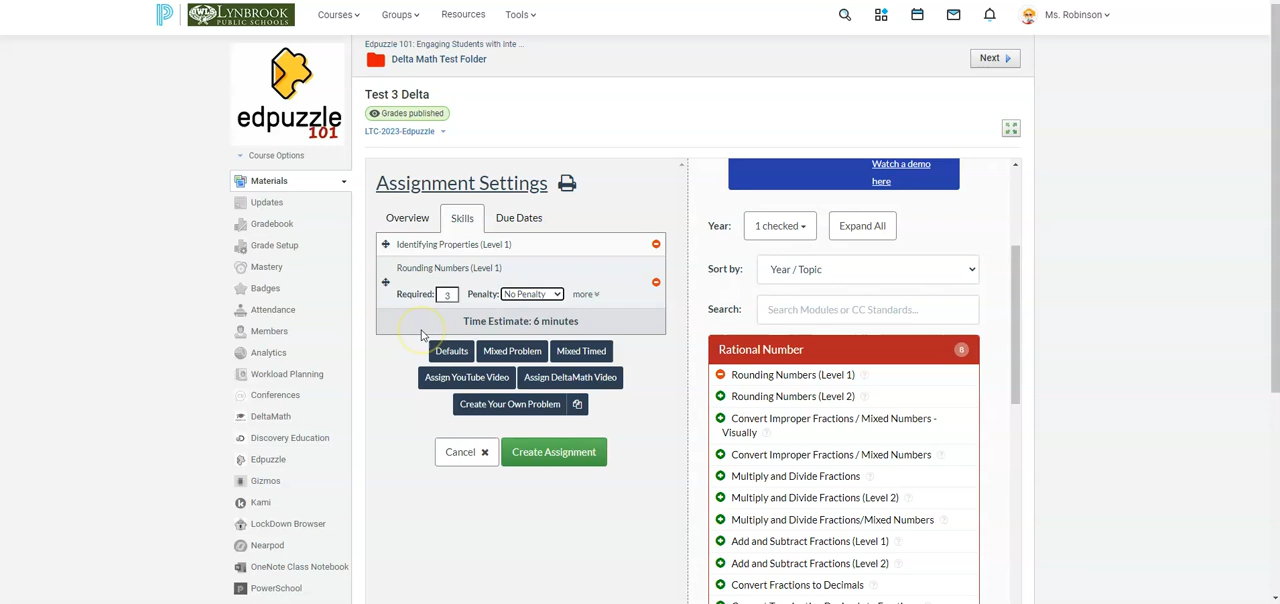 LYNBROOK
PUBLIC SCHOOLS
Courses
Groups
Resources
Tools
Ms. Robinson
edpuzzle
101
Course Options
Materials
Updates
Gradebook
Grade Setup
Mastery
Badges
Attendance
Members
Analytics
Workload Planning
Conferences
DeltaMath
Discovery Education
Edpuzzle
Gizmos
Kami
LockDown Browser
Nearpod
OneNote Class Notebook
PowerSchool
Edpuzzle 101: Engaging Students with Inte ...
Delta Math Test Folder
Next
Test 3 Delta
Grades published
LTC-2023-Edpuzzle
Assignment Settings
Overview Skills Due Dates
Identifying Properties (Level 1)
Rounding Numbers (Level 1)
Required: 3 Penalty: No Penalty more
Time Estimate: 6 minutes
Defaults Mixed Problem Mixed Timed
Assign YouTube Video Assign DeltaMath Video
Create Your Own Problem
Cancel ✖ Create Assignment
Watch a demo
here
Year: 1 checked Expand All
Sort by: Year / Topic
Search: Search Modules or CC Standards...
Rational Number 8
Rounding Numbers (Level 1)
Rounding Numbers (Level 2)
Convert Improper Fractions / Mixed Numbers -
Visually
Convert Improper Fractions / Mixed Numbers
Multiply and Divide Fractions
Multiply and Divide Fractions (Level 2)
Multiply and Divide Fractions/Mixed Numbers
Add and Subtract Fractions (Level 1)
Add and Subtract Fractions (Level 2)
Convert Fractions to Decimals